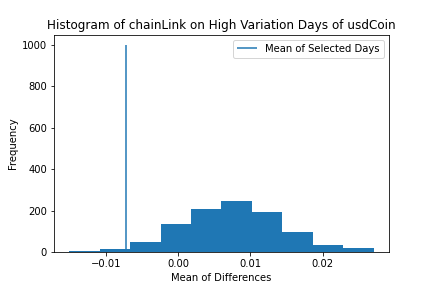 Histogram of chainLink on High Variation Days of usdCoin
Mean of Selected Days
1000
800
600
400
200
0
Frequency
−0.01 0.00 0.01 0.02
Mean of Differences